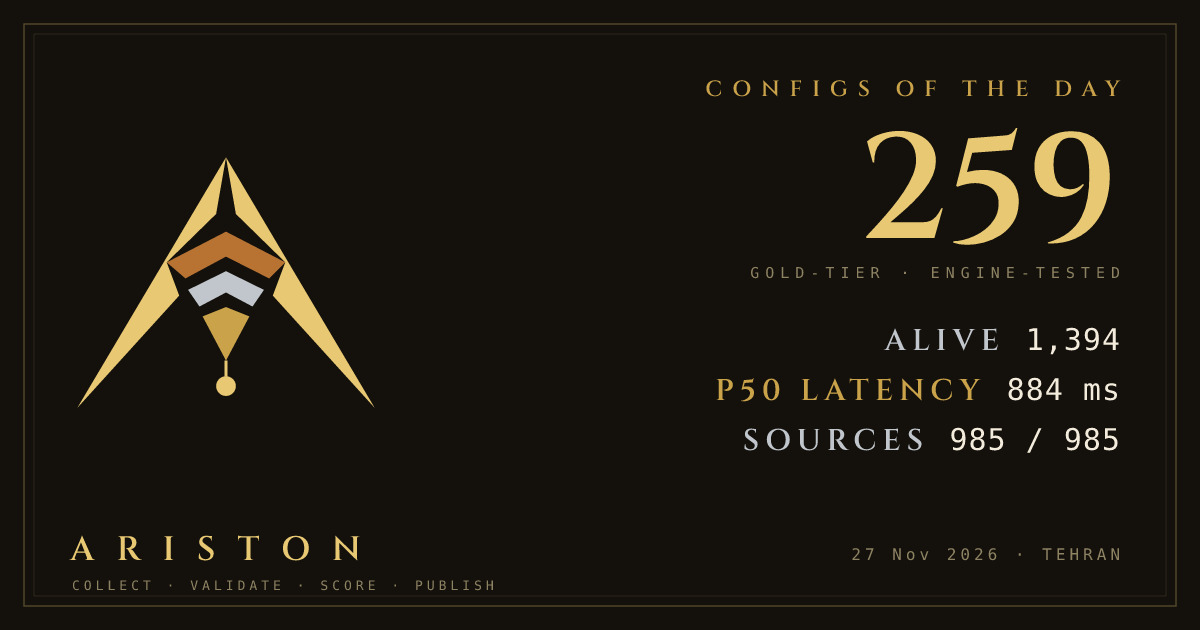 CONFIGS OF THE DAY
259
GOLD-TIER · ENGINE-TESTED
ALIVE 1,394
P50 LATENCY 884 ms
SOURCES 985 / 985
ARISTON
COLLECT · VALIDATE · SCORE · PUBLISH
27 Nov 2026 · TEHRAN